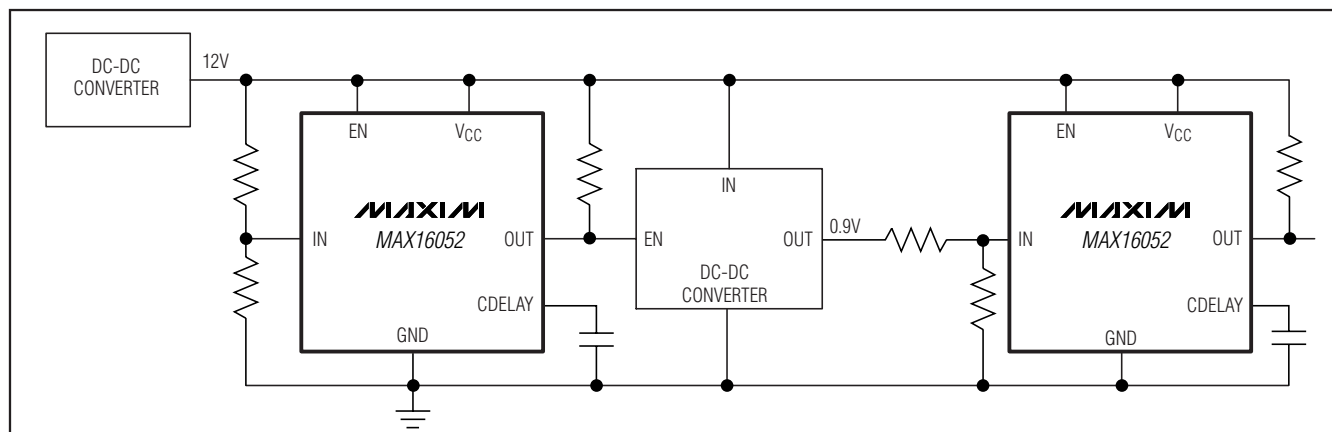 DC-DC
CONVERTER
12V
EN
VCC
IN
MAXIM
MAX16052
OUT
CDELAY
GND
IN
EN
OUT
DC-DC
CONVERTER
0.9V
EN
VCC
IN
MAXIM
MAX16052
OUT
CDELAY
GND